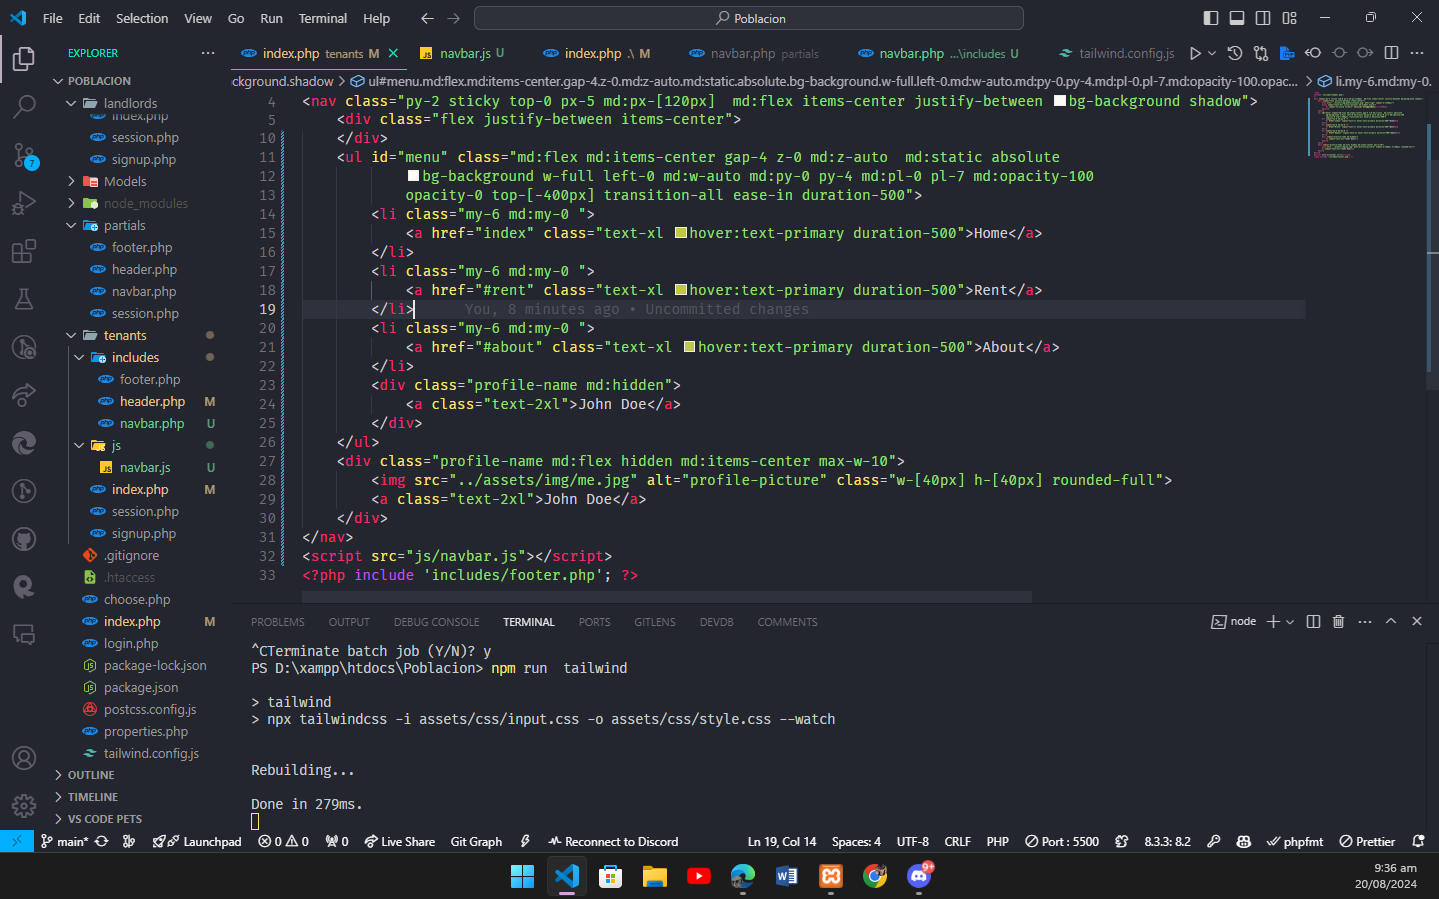 File Edit Selection View Go Run Terminal Help
Poblacion
EXPLORER
index.php tenants M
navbar.js U
index.php .\ M
navbar.php partials
navbar.php ...\includes U
tailwind.config.js
POBLACION
ckground.shadow > ul#menu.md:flex.md:items-center.gap-4.z-0.md:z-auto.md:static.absolute.bg-background.w-full.left-0.md:w-auto.md:py-0.py-4.md:pl-0.pl-7.md:opacity-100.opac... > li.my-6.md:my-0.
landlords
index.php
session.php
signup.php
Models
node_modules
partials
footer.php
header.php
navbar.php
session.php
tenants
includes
footer.php
header.php M
navbar.php U
js
navbar.js U
index.php M
session.php
signup.php
.gitignore
.htaccess
choose.php
index.php M
login.php
package-lock.json
package.json
postcss.config.js
properties.php
tailwind.config.js
OUTLINE
TIMELINE
VS CODE PETS
7
4 <nav class="py-2 sticky top-0 px-5 md:px-[120px]  md:flex items-center justify-between bg-background shadow">
5 <div class="flex justify-between items-center">
10 </div>
11 <ul id="menu" class="md:flex md:items-center gap-4 z-0 md:z-auto  md:static absolute
12 bg-background w-full left-0 md:w-auto md:py-0 py-4 md:pl-0 pl-7 md:opacity-100
13 opacity-0 top-[-400px] transition-all ease-in duration-500">
14 <li class="my-6 md:my-0 ">
15 <a href="index" class="text-xl hover:text-primary duration-500">Home</a>
16 </li>
17 <li class="my-6 md:my-0 ">
18 <a href="#rent" class="text-xl hover:text-primary duration-500">Rent</a>
19 </li> You, 8 minutes ago • Uncommitted changes
20 <li class="my-6 md:my-0 ">
21 <a href="#about" class="text-xl hover:text-primary duration-500">About</a>
22 </li>
23 <div class="profile-name md:hidden">
24 <a class="text-2xl">John Doe</a>
25 </div>
26 </ul>
27 <div class="profile-name md:flex hidden md:items-center max-w-10">
28 <img src="../assets/img/me.jpg" alt="profile-picture" class="w-[40px] h-[40px] rounded-full">
29 <a class="text-2xl">John Doe</a>
30 </div>
31 </nav>
32 <script src="js/navbar.js"></script>
33 <?php include 'includes/footer.php'; ?>
PROBLEMS OUTPUT DEBUG CONSOLE TERMINAL PORTS GITLENS DEVDB COMMENTS
node
^CTerminate batch job (Y/N)? y
PS D:\xampp\htdocs\Poblacion> npm run  tailwind
> tailwind
> npx tailwindcss -i assets/css/input.css -o assets/css/style.css --watch
Rebuilding...
Done in 279ms.
main* Launchpad 0 0 0 Live Share Git Graph Reconnect to Discord Ln 19, Col 14 Spaces: 4 UTF-8 CRLF PHP Port : 5500 8.3.3: 8.2 phpfmt Prettier
9+
9:36 am
20/08/2024